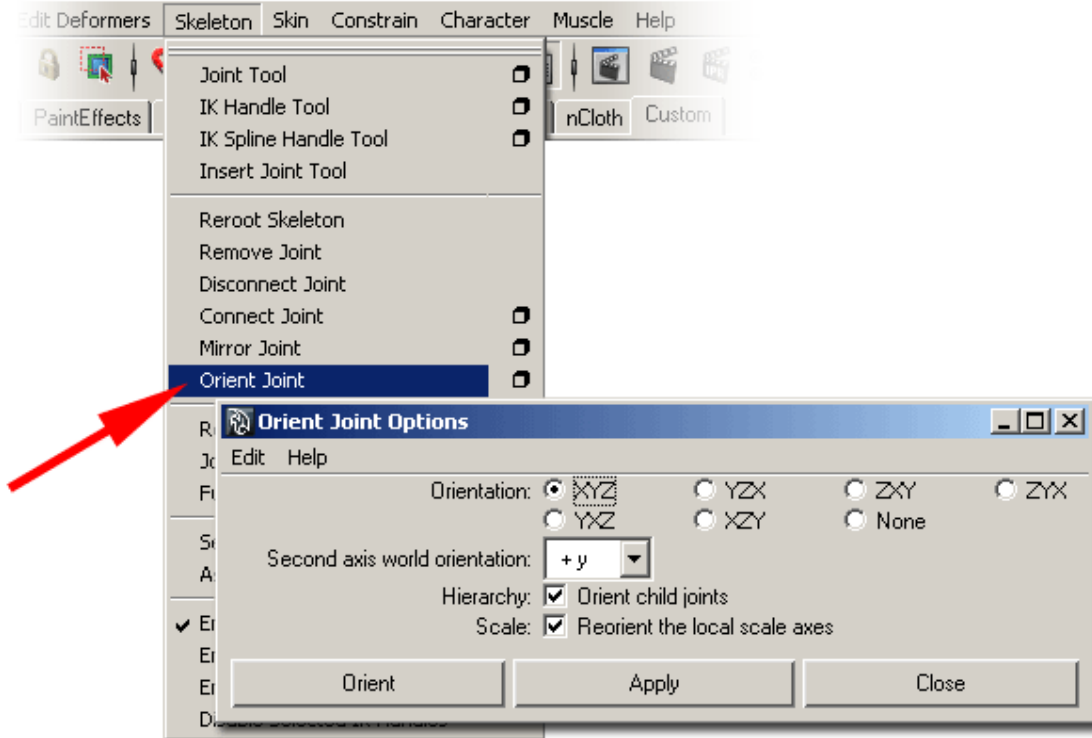 Edit Deformers Skeleton Skin Constrain Character Muscle Help
PaintEffects nCloth Custom
Joint Tool
IK Handle Tool
IK Spline Handle Tool
Insert Joint Tool
Reroot Skeleton
Remove Joint
Disconnect Joint
Connect Joint
Mirror Joint
Orient Joint
Orient Joint Options
Edit Help
Orientation: XYZ YZX ZXY ZYX
YXZ XZY None
Second axis world orientation: + y
Hierarchy: Orient child joints
Scale: Reorient the local scale axes
Orient Apply Close